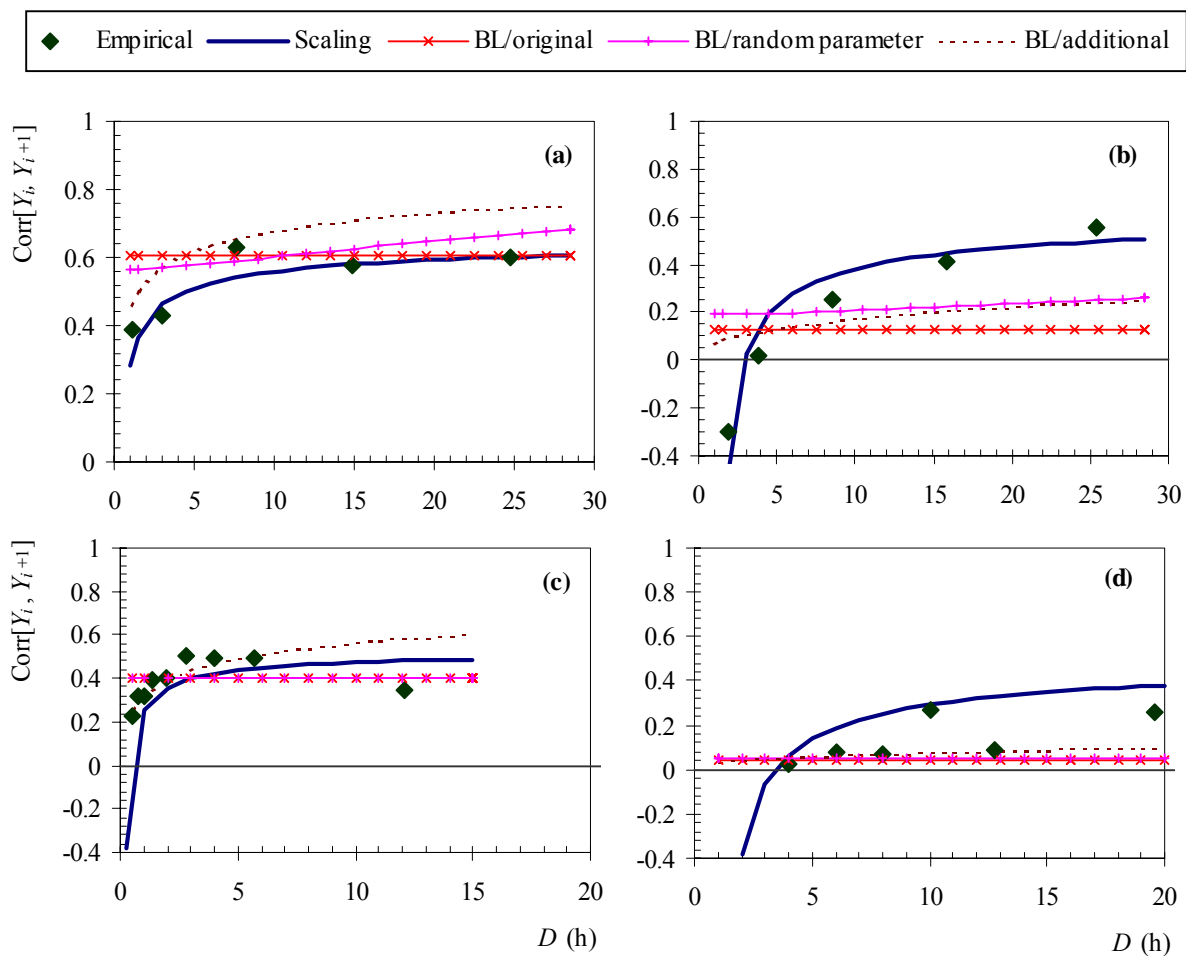 Empirical Scaling BL/original BL/random parameter BL/additional
Corr[Yi, Yi+1]
(a)
1
0.8
0.6
0.4
0.2
0
0 5 10 15 20 25 30
(b)
1
0.8
0.6
0.4
0.2
0
-0.2
-0.4
0 5 10 15 20 25 30
Corr[Yi , Yi+1]
(c)
1
0.8
0.6
0.4
0.2
0
-0.2
-0.4
0 5 10 15 20
D (h)
(d)
1
0.8
0.6
0.4
0.2
0
-0.2
-0.4
0 5 10 15 20
D (h)